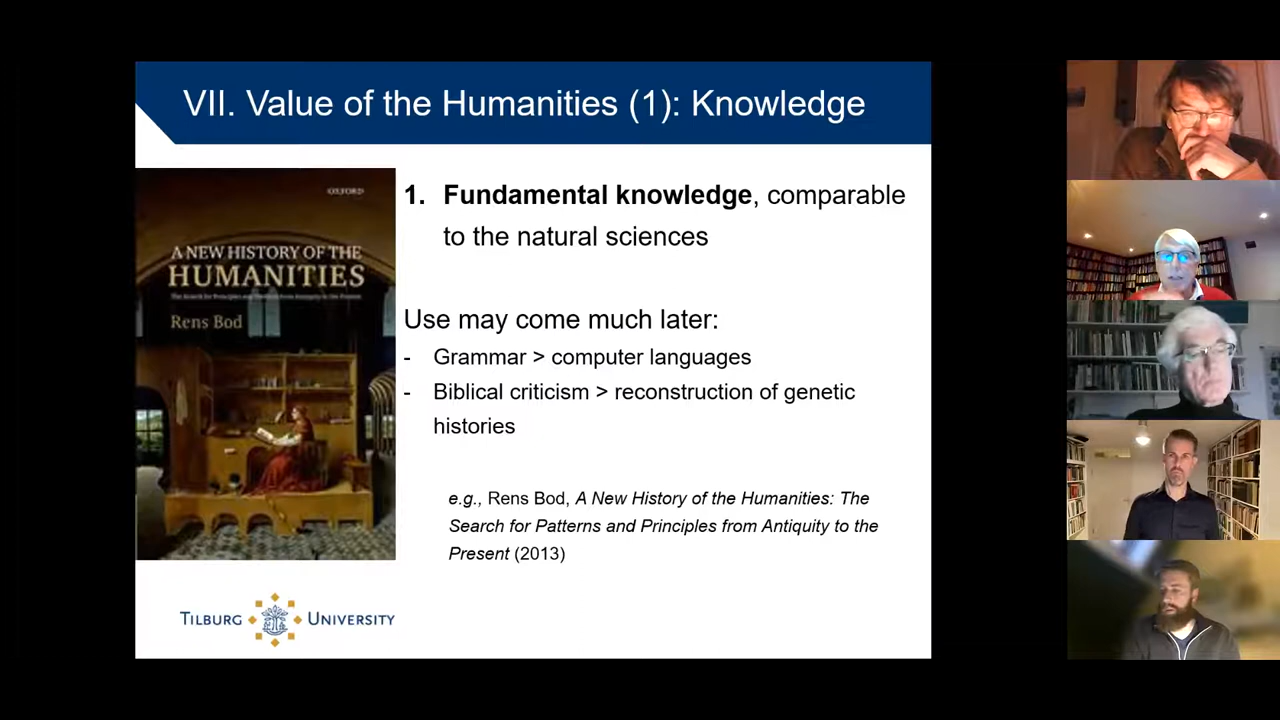 VII. Value of the Humanities (1): Knowledge
OXFORD
A NEW HISTORY OF THE
HUMANITIES
The Search for Principles and Patterns from Antiquity to the Present
Rens Bod
1. Fundamental knowledge, comparable
to the natural sciences
Use may come much later:
- Grammar > computer languages
- Biblical criticism > reconstruction of genetic
histories
e.g., Rens Bod, A New History of the Humanities: The
Search for Patterns and Principles from Antiquity to the
Present (2013)
TILBURG UNIVERSITY